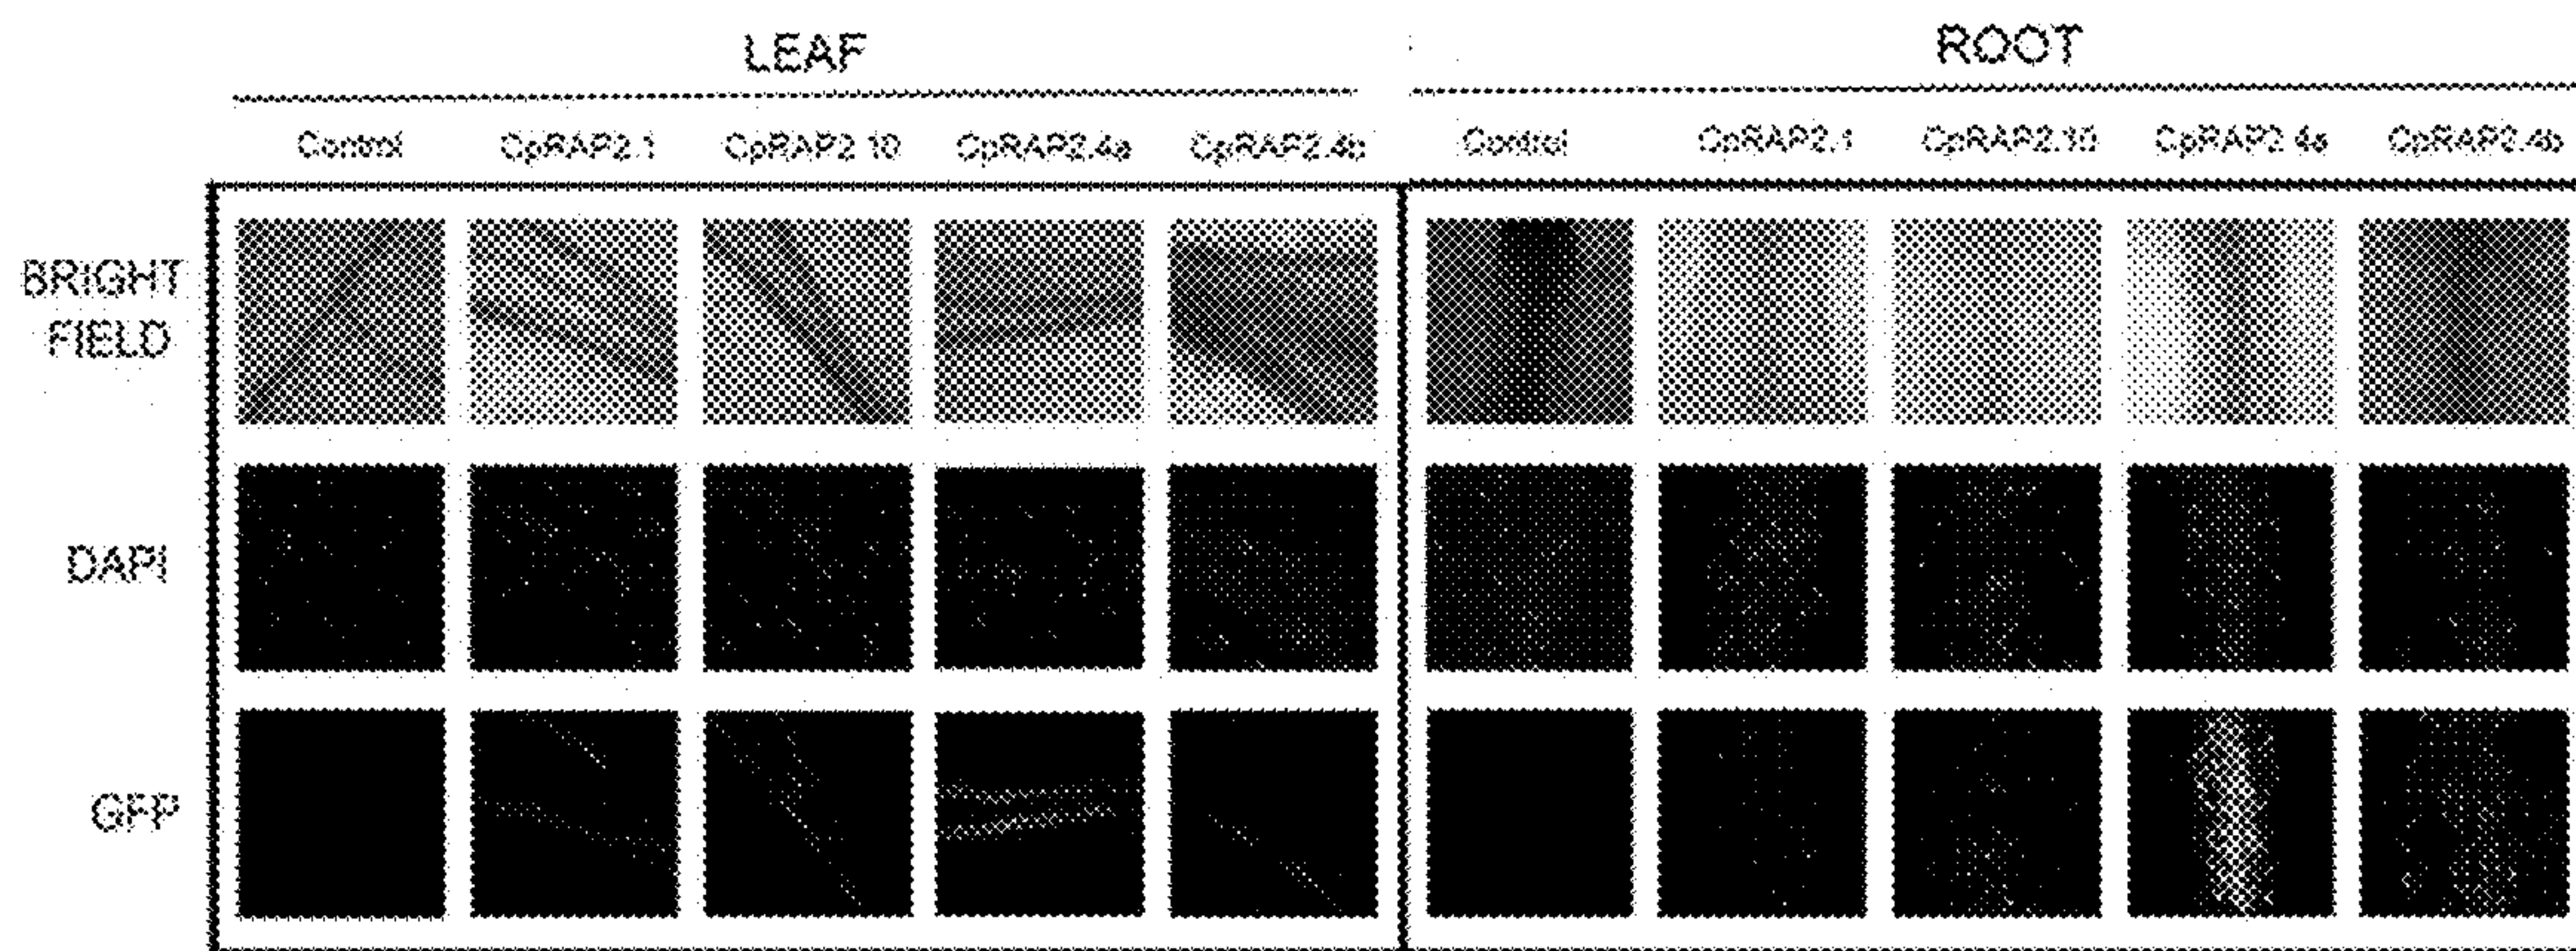 LEAF ROOT
Control CpRAP2.1 CpRAP2.10 CpRAP2.4a CpRAP2.4b Control CpRAP2.1 CpRAP2.10 CpRAP2.4a CpRAP2.4b
BRIGHT
FIELD
DAPI
GFP